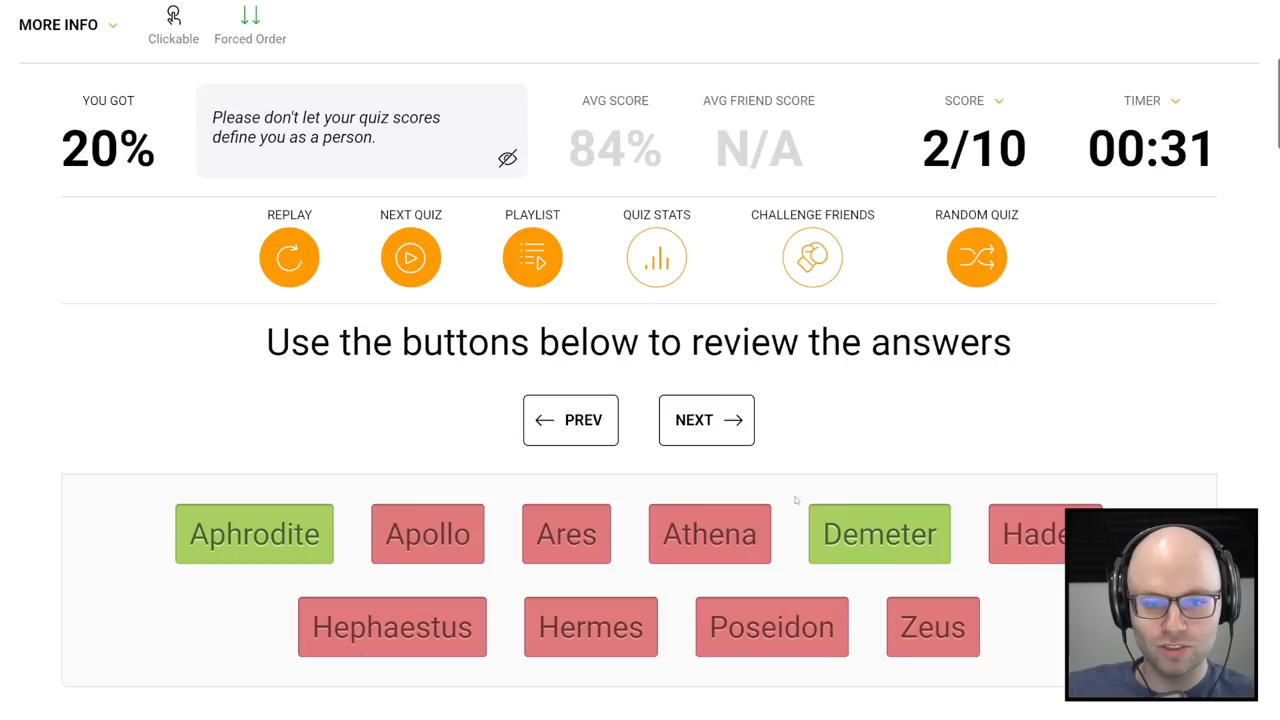 MORE INFO
Clickable
Forced Order
YOU GOT
20%
Please don't let your quiz scores
define you as a person.
AVG SCORE
84%
AVG FRIEND SCORE
N/A
SCORE
2/10
TIMER
00:31
REPLAY
NEXT QUIZ
PLAYLIST
QUIZ STATS
CHALLENGE FRIENDS
RANDOM QUIZ
Use the buttons below to review the answers
PREV
NEXT
Aphrodite
Apollo
Ares
Athena
Demeter
Hephaestus
Hermes
Poseidon
Zeus